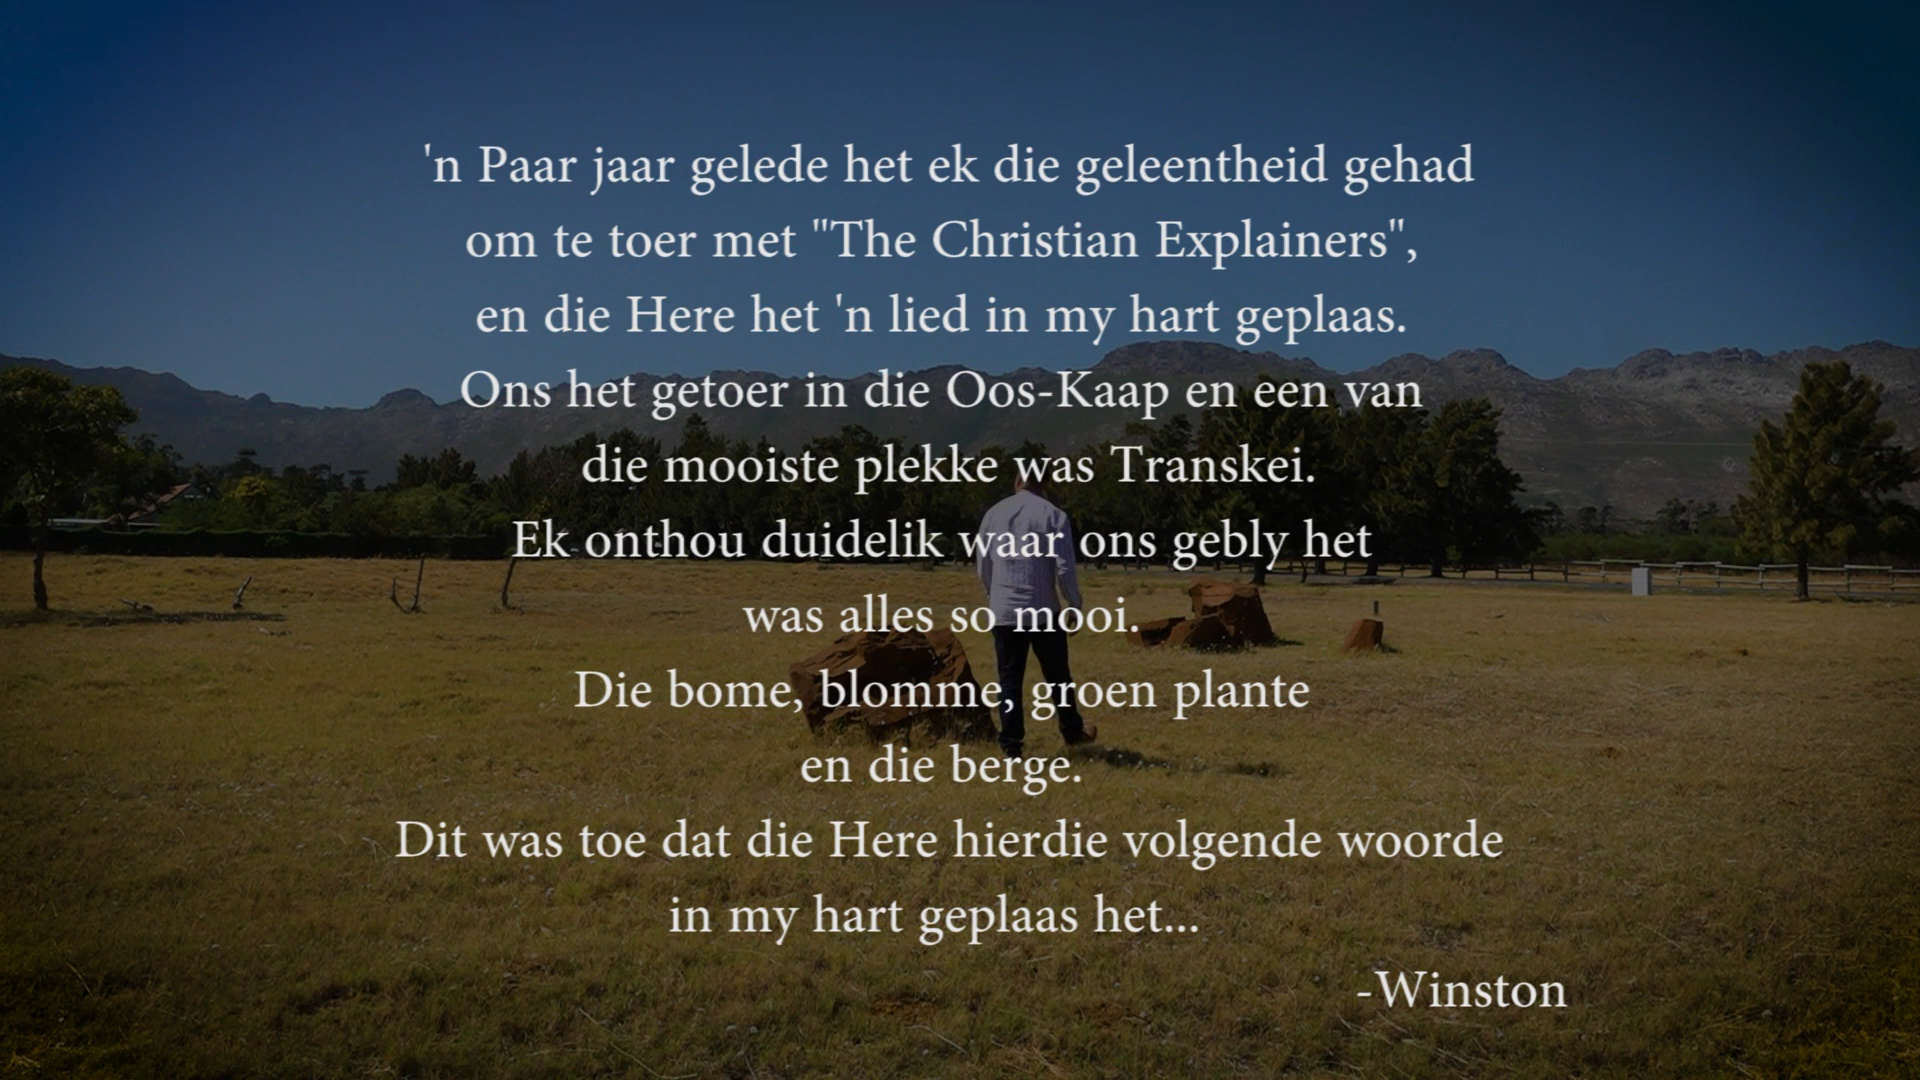 'n Paar jaar gelede het ek die geleentheid gehad
om te toer met "The Christian Explainers",
en die Here het 'n lied in my hart geplaas.
Ons het getoer in die Oos-Kaap en een van
die mooiste plekke was Transkei.
Ek onthou duidelik waar ons gebly het
was alles so mooi.
Die bome, blomme, groen plante
en die berge.
Dit was toe dat die Here hierdie volgende woorde
in my hart geplaas het...
-Winston